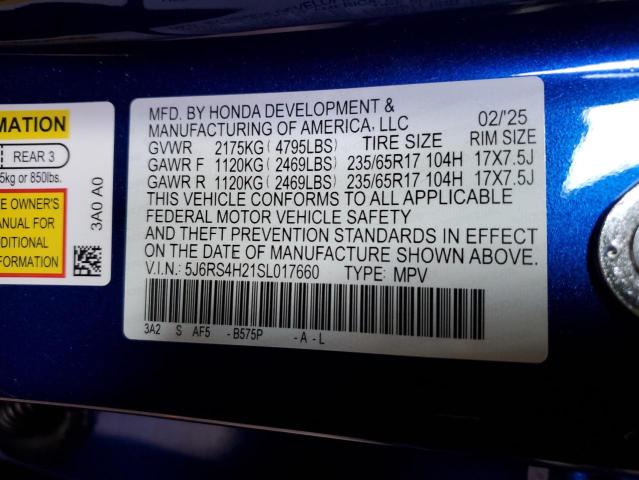 MATION
REAR 3
5kg or 850lbs.
E OWNER'S
ANUAL FOR
DDITIONAL
FORMATION
3A0 A0
MFD. BY HONDA DEVELOPMENT &
MANUFACTURING OF AMERICA, LLC 02/'25
GVWR 2175KG( 4795LBS) TIRE SIZE RIM SIZE
GAWR F 1120KG( 2469LBS) 235/65R17 104H 17X7.5J
GAWR R 1120KG( 2469LBS) 235/65R17 104H 17X7.5J
THIS VEHICLE CONFORMS TO ALL APPLICABLE
FEDERAL MOTOR VEHICLE SAFETY
AND THEFT PREVENTION STANDARDS IN EFFECT
ON THE DATE OF MANUFACTURE SHOWN ABOVE.
V.I.N.: 5J6RS4H21SL017660 TYPE: MPV
3A2 S AF5 -B575P -A-L